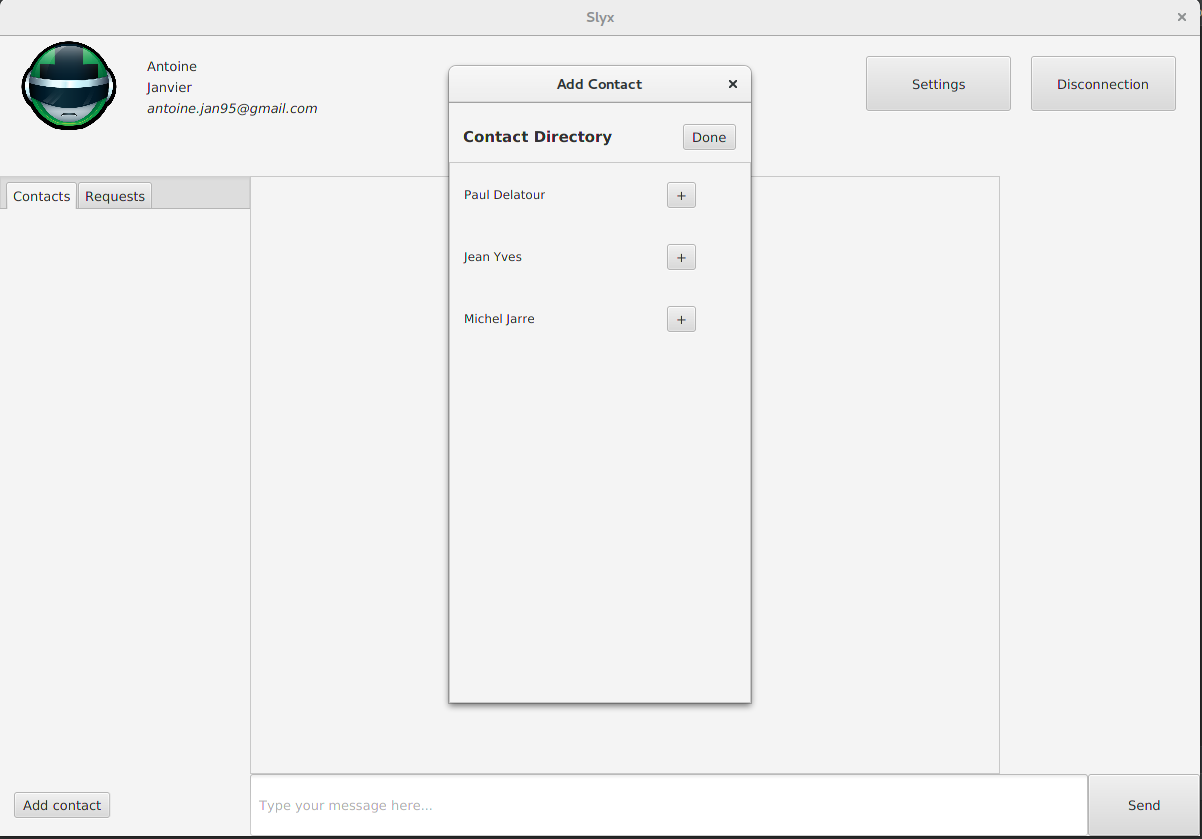 Slyx
Antoine
Janvier
antoine.jan95@gmail.com
Settings
Disconnection
Add Contact
Contact Directory
Done
Paul Delatour
+
Jean Yves
+
Michel Jarre
+
Contacts
Requests
Add contact
Type your message here...
Send